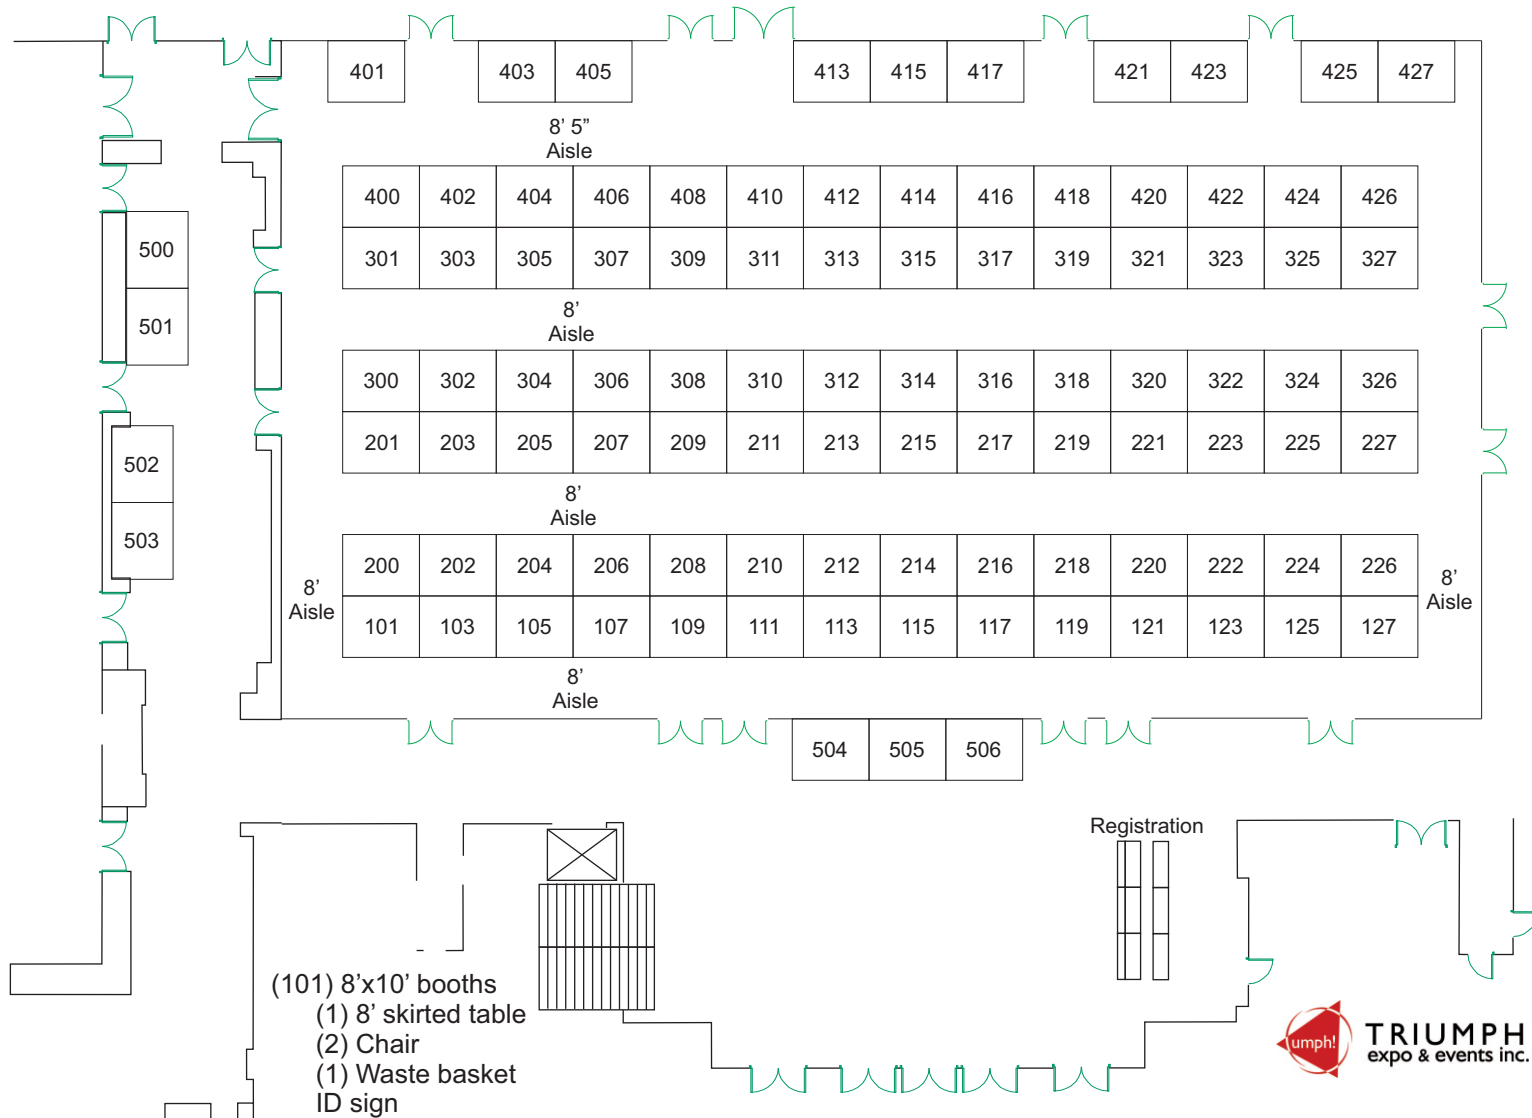 401 403 405 413 415 417 421 423 425 427
8’ 5”
Aisle
400 402 404 406 408 410 412 414 416 418 420 422 424 426
301 303 305 307 309 311 313 315 317 319 321 323 325 327
500
501
8’
Aisle
300 302 304 306 308 310 312 314 316 318 320 322 324 326
201 203 205 207 209 211 213 215 217 219 221 223 225 227
502
503
8’
Aisle
200 202 204 206 208 210 212 214 216 218 220 222 224 226
101 103 105 107 109 111 113 115 117 119 121 123 125 127
8’
Aisle
8’
Aisle
8’
Aisle
504 505 506
Registration
(101) 8’x10’ booths
(1) 8’ skirted table
(2) Chair
(1) Waste basket
ID sign
umph!
TRIUMPH
expo & events inc.